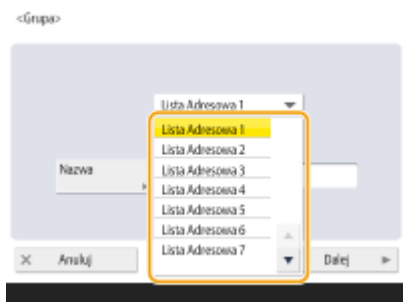 <Grupa>
Lista Adresowa 1
Lista Adresowa 1
Lista Adresowa 2
Nazwa
Lista Adresowa 3
Lista Adresowa 4
Lista Adresowa 5
Lista Adresowa 6
Lista Adresowa 7
Anuluj
Dalej